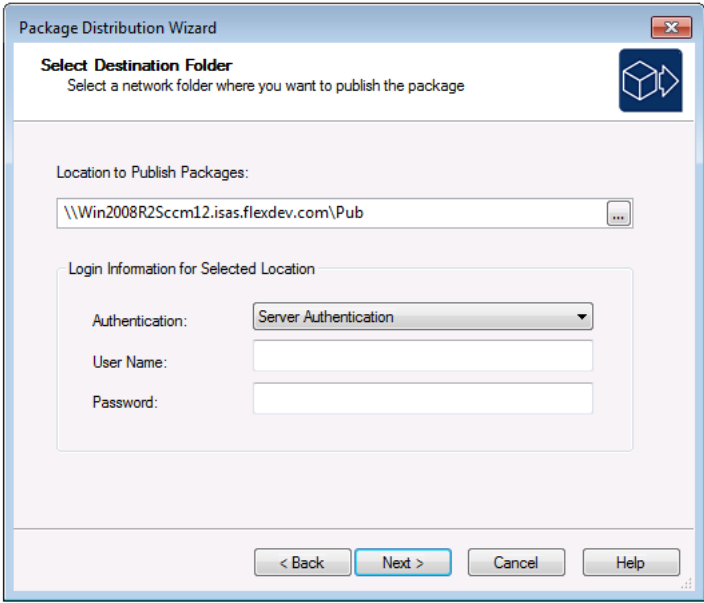 Package Distribution Wizard
Select Destination Folder
Select a network folder where you want to publish the package
Location to Publish Packages:
\\Win2008R2Sccm12.isas.flexdev.com\Pub
...
Login Information for Selected Location
Authentication:
Server Authentication
User Name:
Password:
< Back
Next >
Cancel
Help